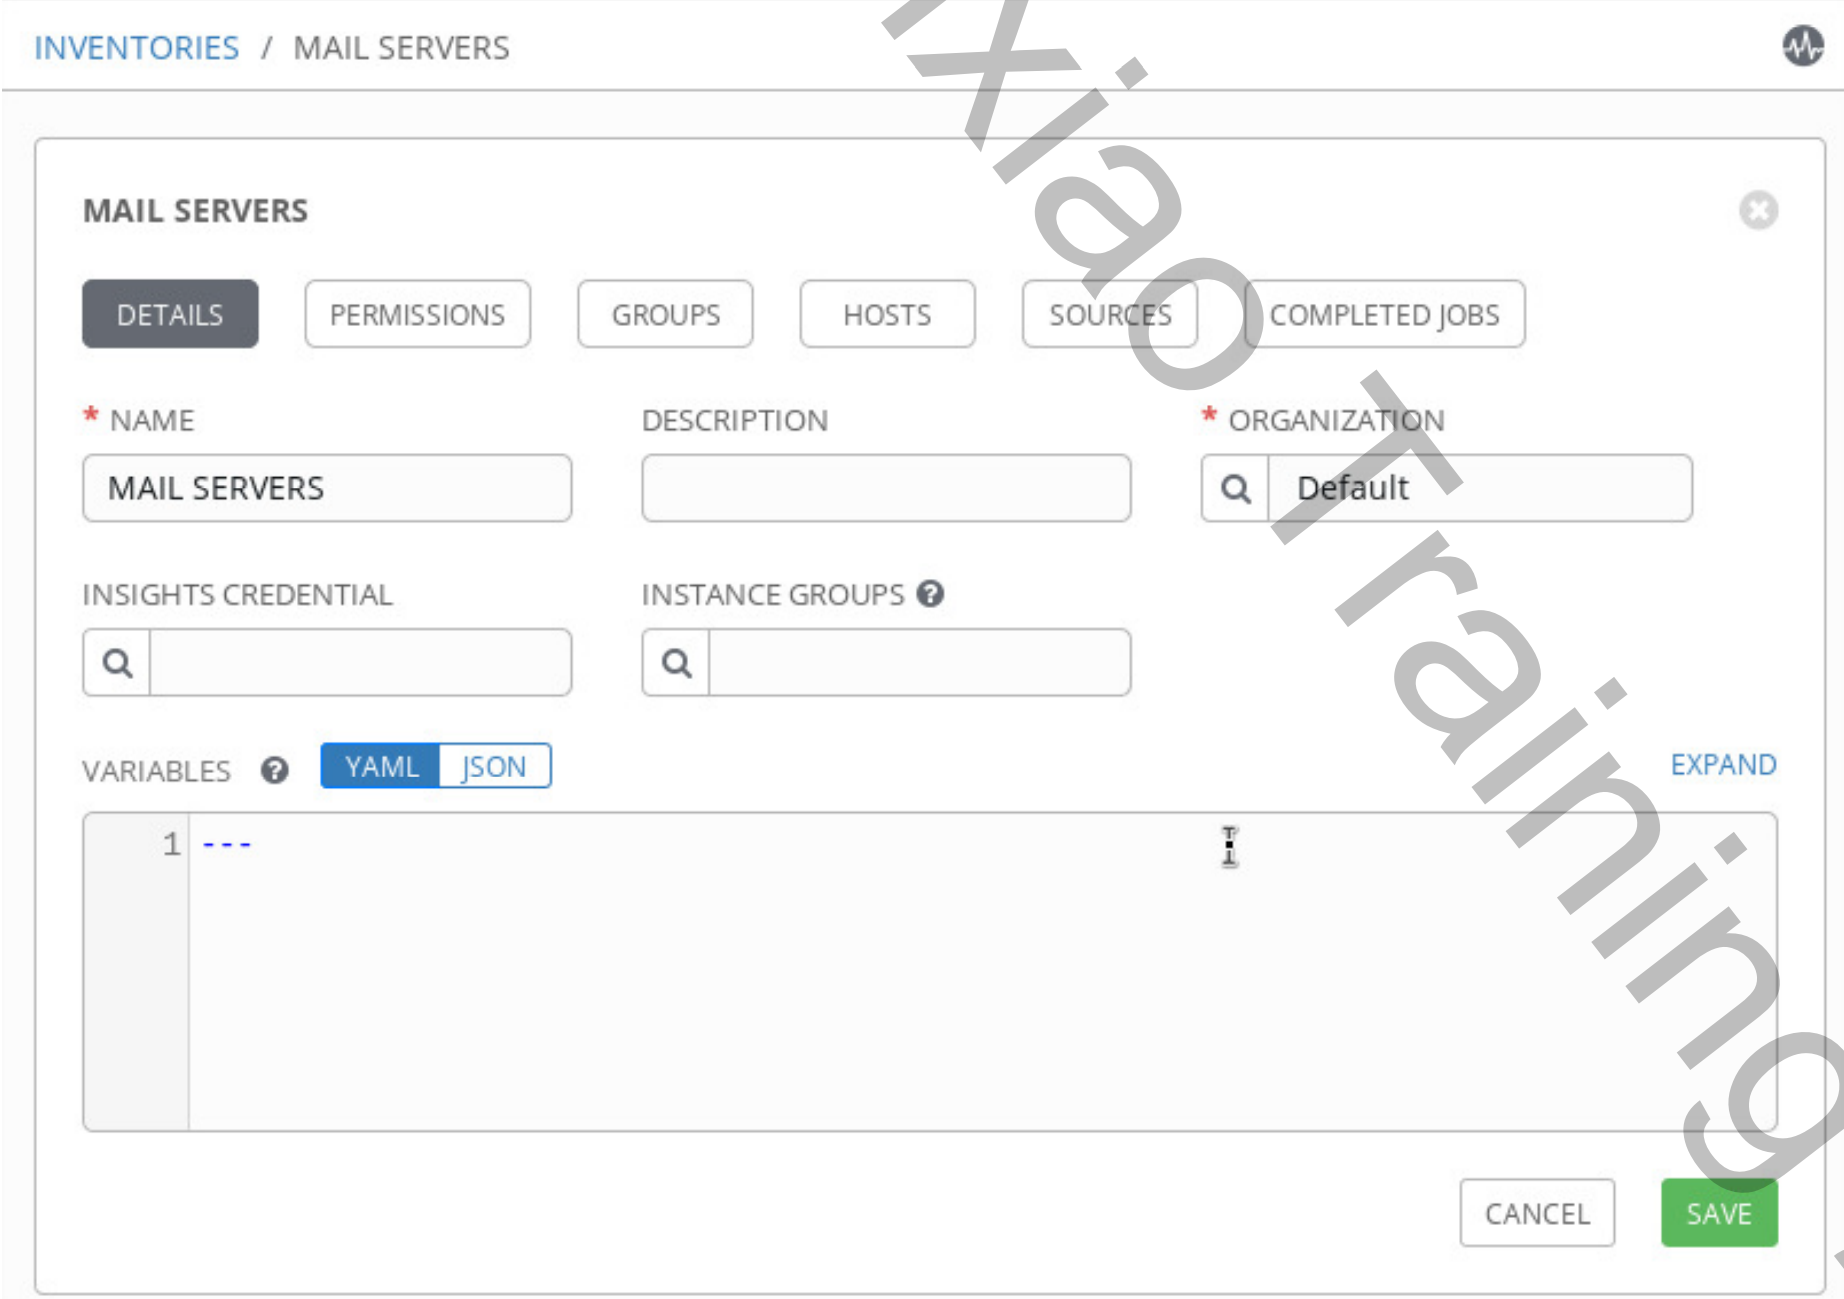 INVENTORIES / MAIL SERVERS
MAIL SERVERS
DETAILS PERMISSIONS GROUPS HOSTS SOURCES COMPLETED JOBS
* NAME DESCRIPTION * ORGANIZATION
MAIL SERVERS Default
INSIGHTS CREDENTIAL INSTANCE GROUPS ?
VARIABLES ? YAML JSON EXPAND
1 ---
CANCEL SAVE
Training